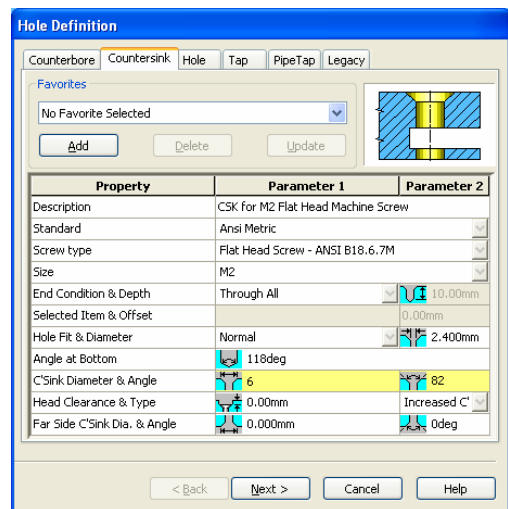 Hole Definition
Counterbore Countersink Hole Tap PipeTap Legacy
Favorites
No Favorite Selected
Add Delete Update
Property Parameter 1 Parameter 2
Description CSK for M2 Flat Head Machine Screw
Standard Ansi Metric
Screw type Flat Head Screw - ANSI B18.6.7M
Size M2
End Condition & Depth Through All 10.00mm
Selected Item & Offset 0.00mm
Hole Fit & Diameter Normal 2.400mm
Angle at Bottom 118deg
C'Sink Diameter & Angle 6 82
Head Clearance & Type 0.00mm Increased C'
Far Side C'Sink Dia. & Angle 0.000mm 0deg
< Back Next > Cancel Help